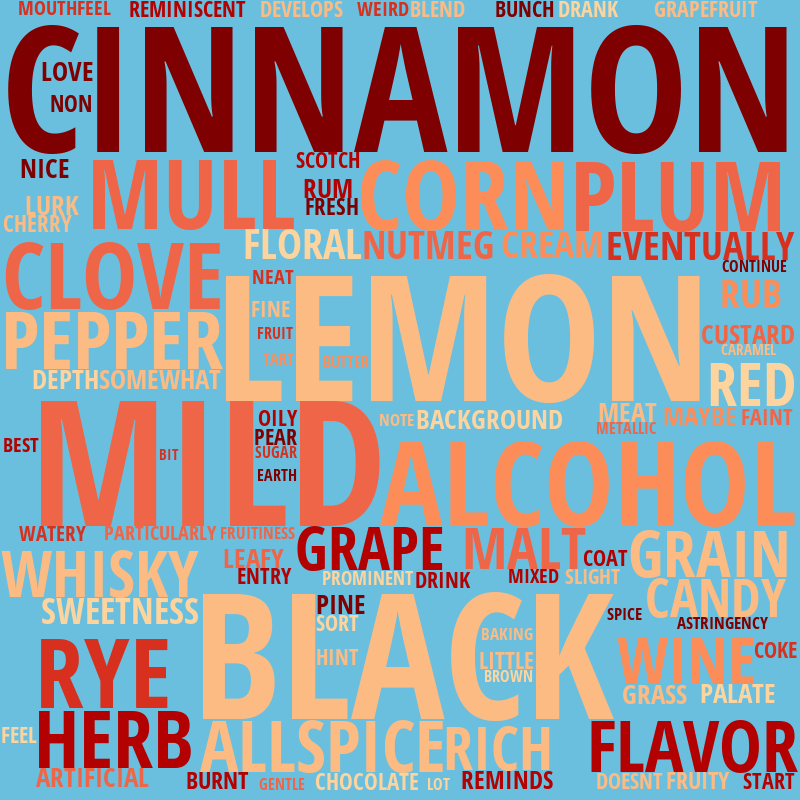 MOUTHFEEL REMINISCENT DEVELOPS WEIRD BLEND BUNCH DRANK GRAPEFRUIT
CINNAMON
LOVE
NON
NICE
MULL
SCOTCH
RUM
FRESH
CORN
PLUM
LURK
CHERRY
FLORAL
NUTMEG
CREAM
EVENTUALLY
CONTINUE
CLOVE
LEMON
NEAT
FINE
FRUIT
TART
BUTTER
RUB
CUSTARD
CARAMEL
PEPPER
DEPTH
SOMEWHAT
RED
MILD
OILY
PEAR
SUGAR
EARTH
NOTE
BACKGROUND
MEAT
METALLIC
MAYBE
FAINT
BEST
BIT
ALCOHOL
WATERY
PARTICULARLY
FRUITINESS
GRAPE
MALT
COAT
GRAIN
WHISKY
LEAFY
ENTRY
PROMINENT
DRINK
MIXED
SLIGHT
CANDY
SWEETNESS
BLACK
PINE
SORT
SPICE
ASTRINGENCY
HINT
BAKING
LITTLE
BROWN
RYE
WINE
COKE
GRASS
PALATE
FEEL
HERB
ALLSPICE
RICH
FLAVOR
ARTIFICIAL
BURNT
GENTLE
CHOCOLATE
LOT
REMINDS
DOESNT
FRUITY
START